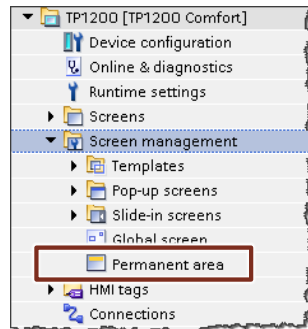 TP1200 [TP1200 Comfort]
Device configuration
Online & diagnostics
Runtime settings
Screens
Screen management
Templates
Pop-up screens
Slide-in screens
Global screen
Permanent area
HMI tags
Connections